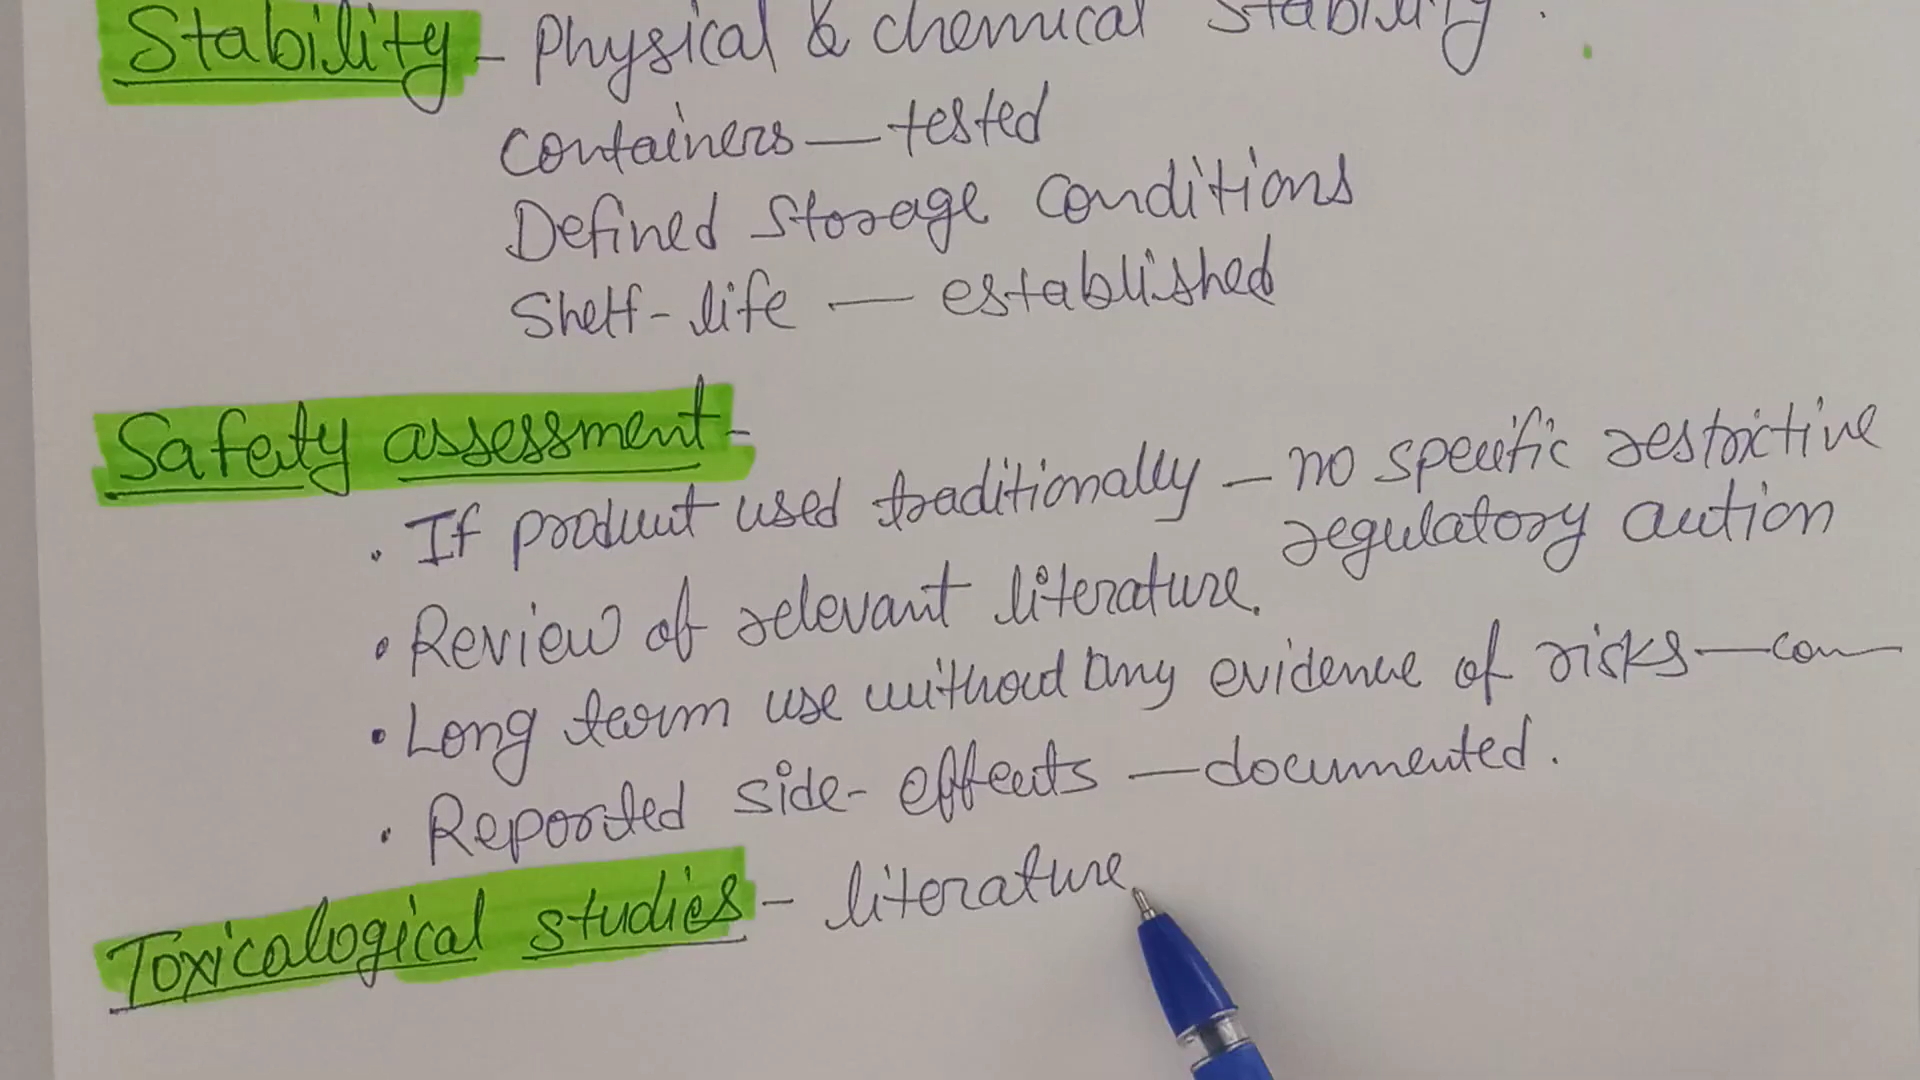 Stability - Physical & chemical stability.
Containers — tested
Defined storage conditions
Shelf-life — established
Safety assessment -
• If product used traditionally - no specific restrictive
regulatory action
• Review of relevant literature.
• Long term use without any evidence of risks — con
• Reported side-effects — documented.
Toxicalogical studies - literature